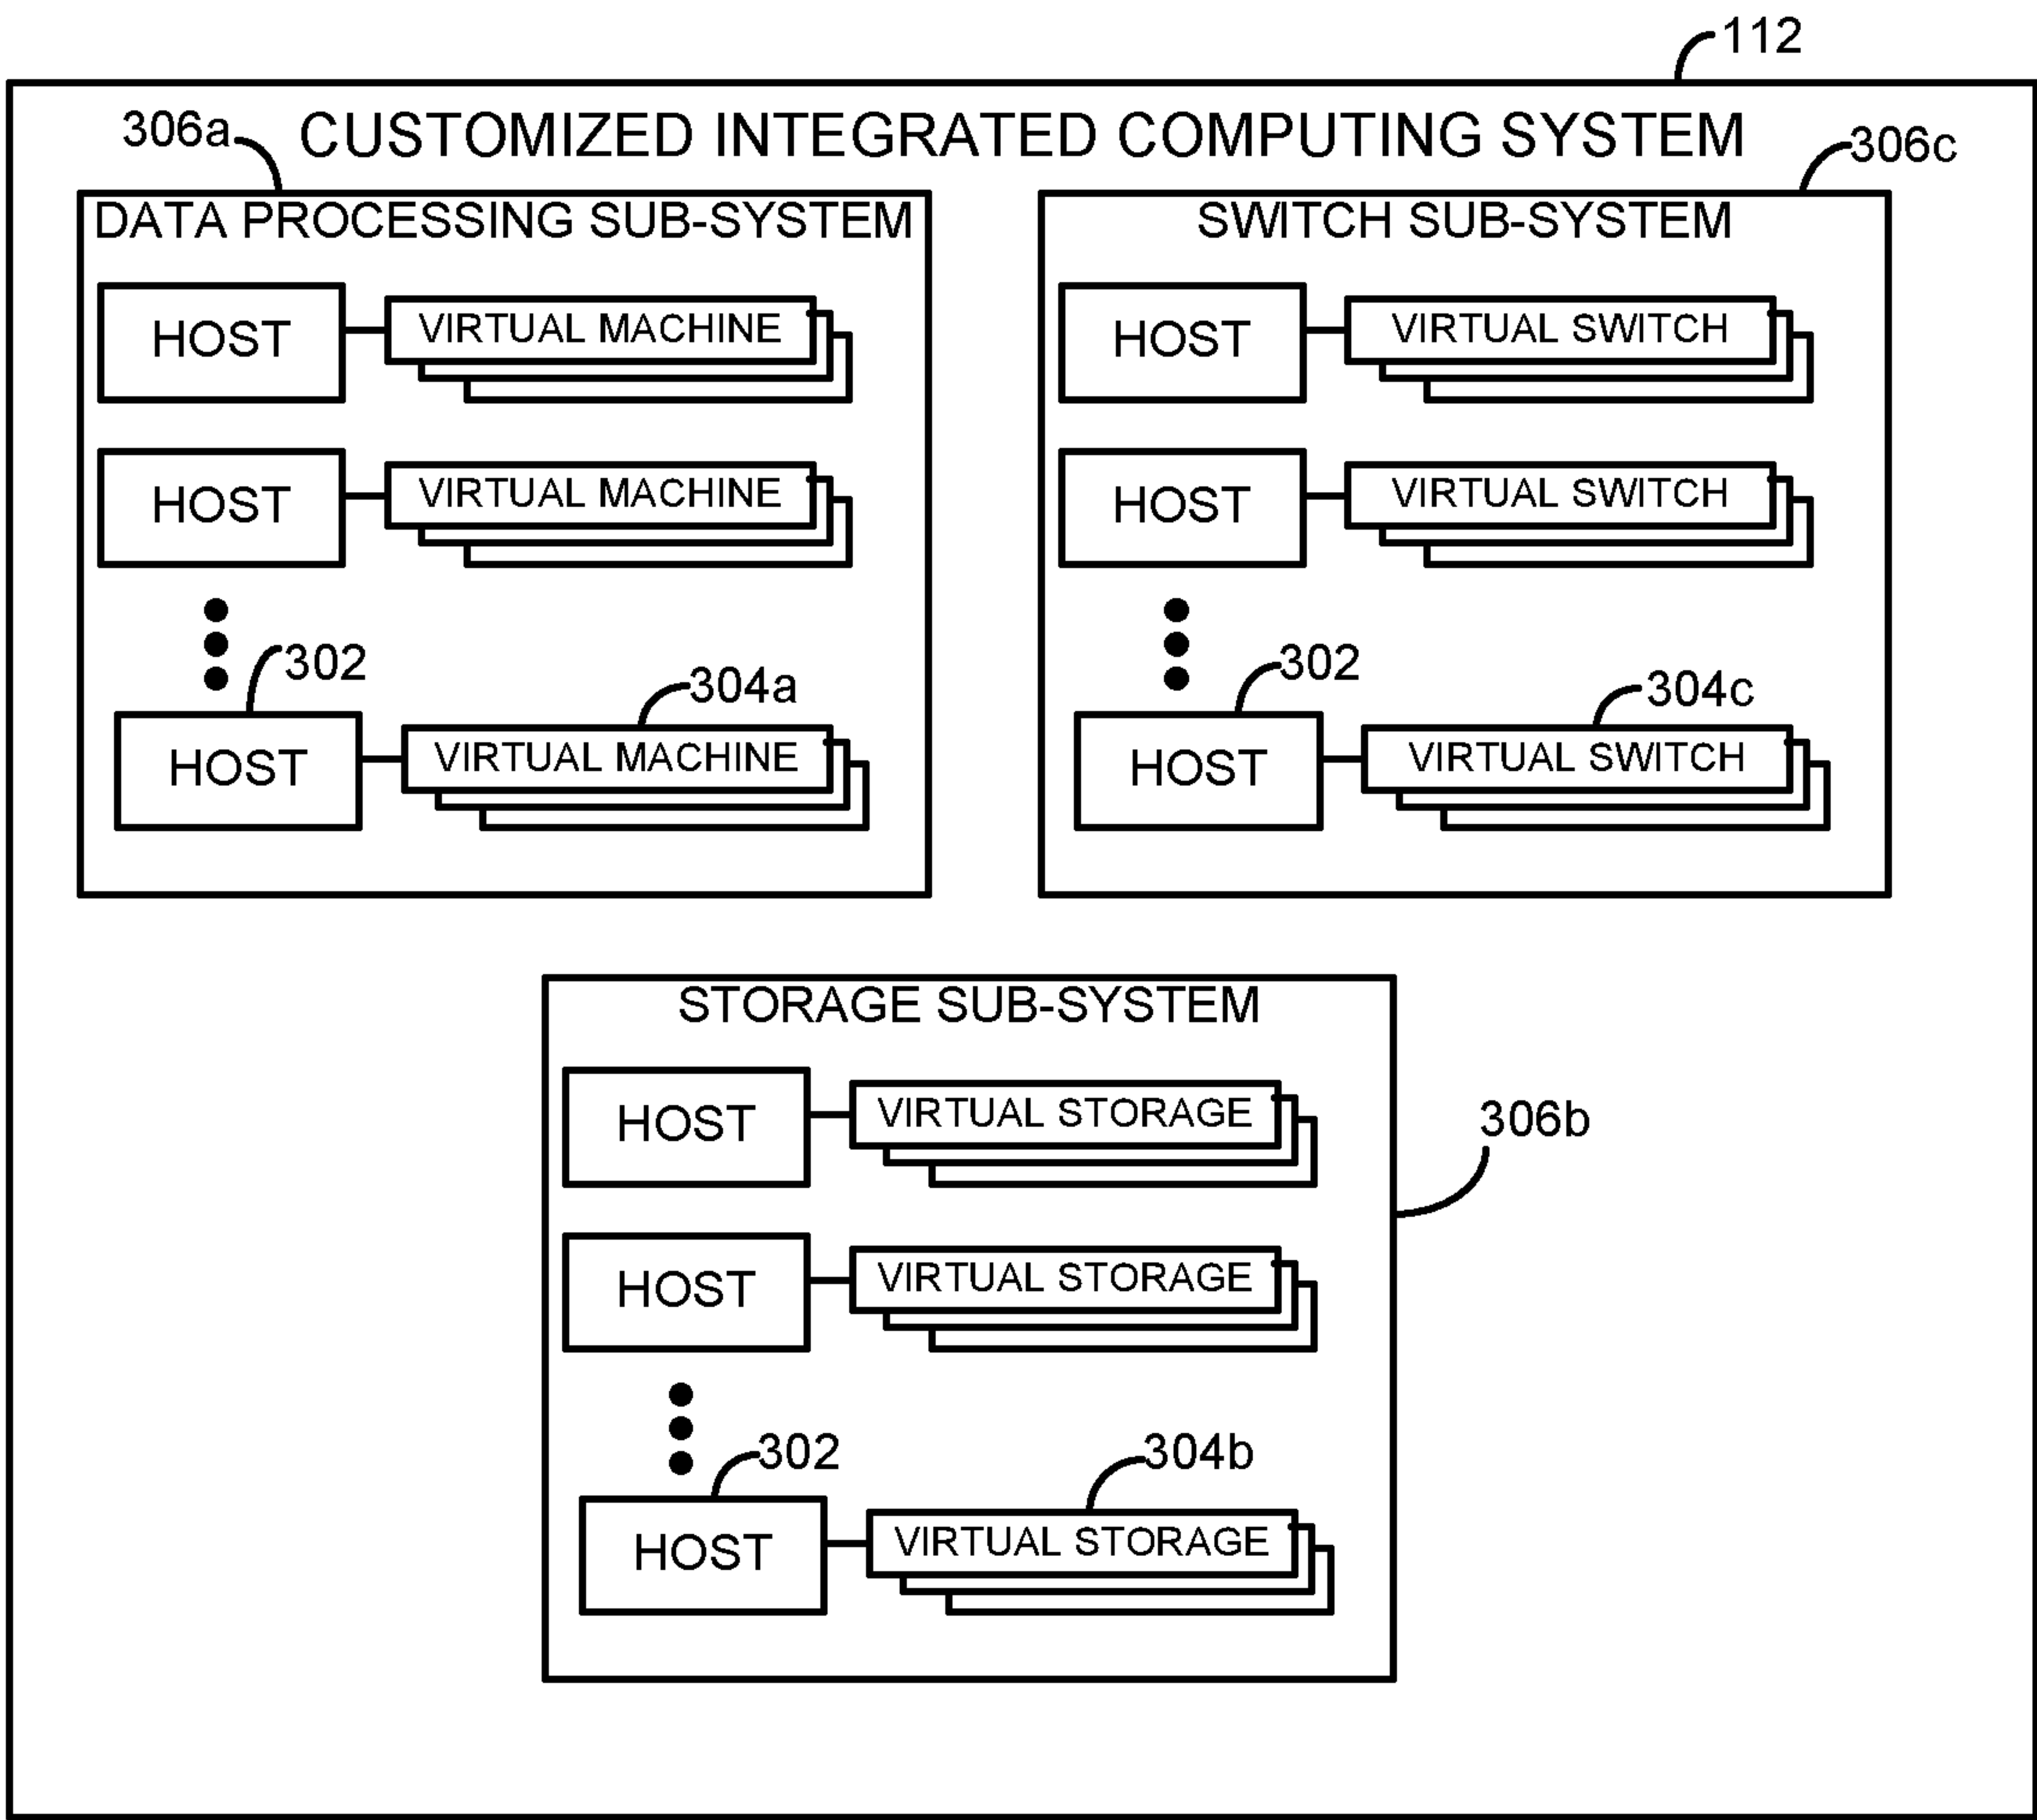 112
CUSTOMIZED INTEGRATED COMPUTING SYSTEM
306a
306c
DATA PROCESSING SUB-SYSTEM
HOST
VIRTUAL MACHINE
HOST
VIRTUAL MACHINE
302
304a
HOST
VIRTUAL MACHINE
SWITCH SUB-SYSTEM
HOST
VIRTUAL SWITCH
HOST
VIRTUAL SWITCH
302
304c
HOST
VIRTUAL SWITCH
STORAGE SUB-SYSTEM
306b
HOST
VIRTUAL STORAGE
HOST
VIRTUAL STORAGE
302
304b
HOST
VIRTUAL STORAGE